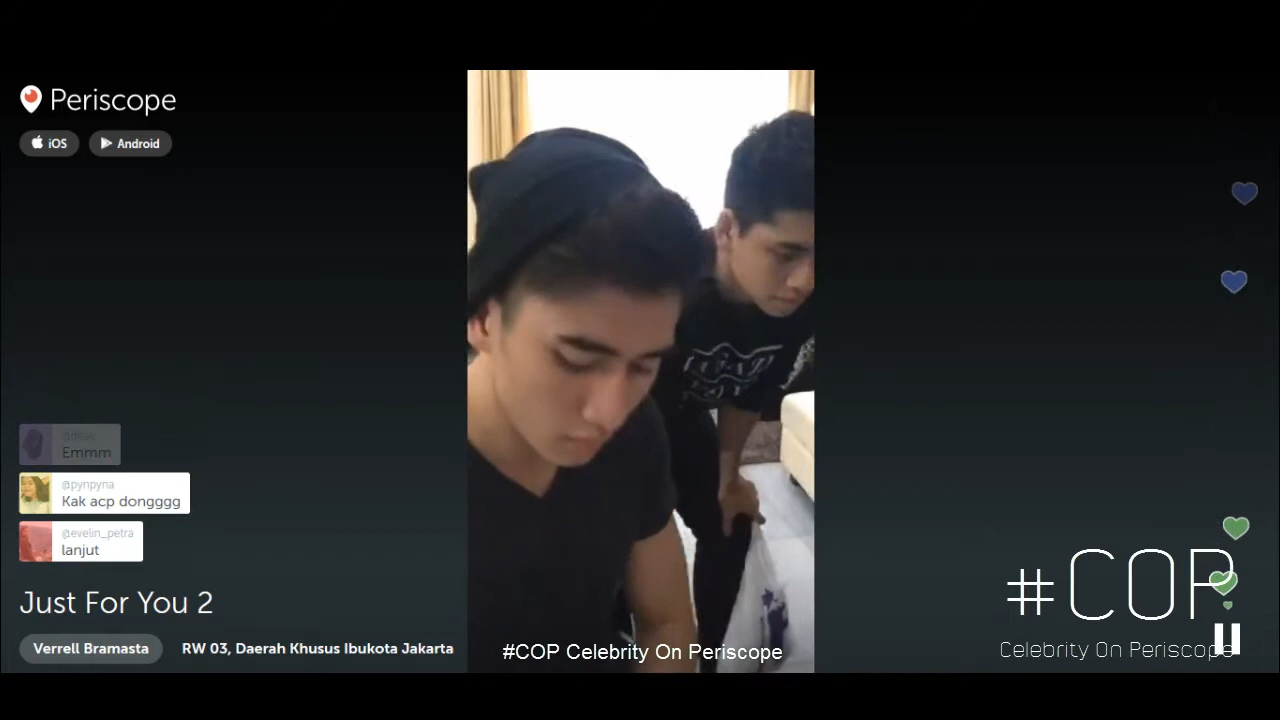 Periscope
iOS
Android
Emmm
@pynpyna
Kak acp dongggg
@evelin_petra
lanjut
Just For You 2
Verrell Bramasta
RW 03, Daerah Khusus Ibukota Jakarta
#COP Celebrity On Periscope
#COP
Celebrity On Periscope